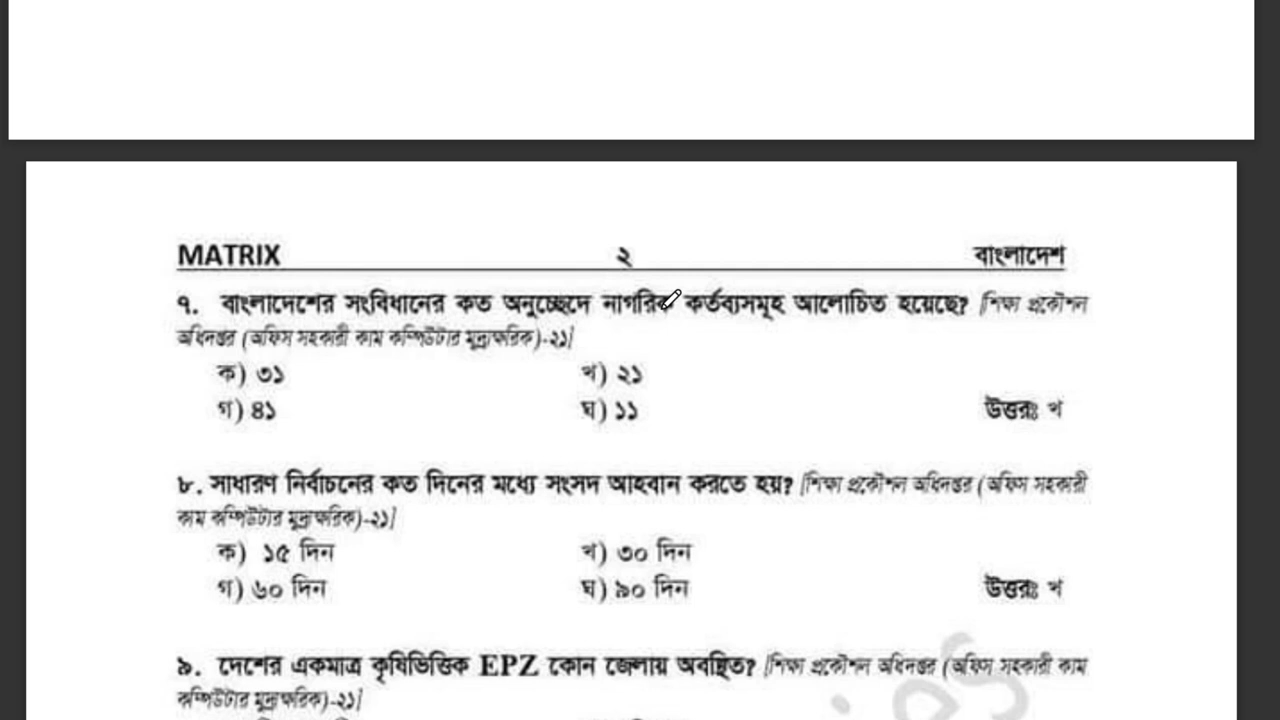 MATRIX ২ বাংলাদেশ
৭. বাংলাদেশের সংবিধানের কত অনুচ্ছেদে নাগরিক কর্তব্যসমূহ আলোচিত হয়েছে? [শিক্ষা প্রকৌশল
অধিদপ্তর (অফিস সহকারী কাম কম্পিউটার মুদ্রাক্ষরিক)-২১]
ক) ৩১ খ) ২১
গ) ৪১ ঘ) ১১ উত্তরঃ খ
৮. সাধারণ নির্বাচনের কত দিনের মধ্যে সংসদ আহবান করতে হয়? [শিক্ষা প্রকৌশল অধিদপ্তর (অফিস সহকারী
কাম কম্পিউটার মুদ্রাক্ষরিক)-২১]
ক) ১৫ দিন খ) ৩০ দিন
গ) ৬০ দিন ঘ) ৯০ দিন উত্তরঃ খ
৯. দেশের একমাত্র কৃষিভিত্তিক EPZ কোন জেলায় অবস্থিত? [শিক্ষা প্রকৌশল অধিদপ্তর (অফিস সহকারী কাম
কম্পিউটার মুদ্রাক্ষরিক)-২১]